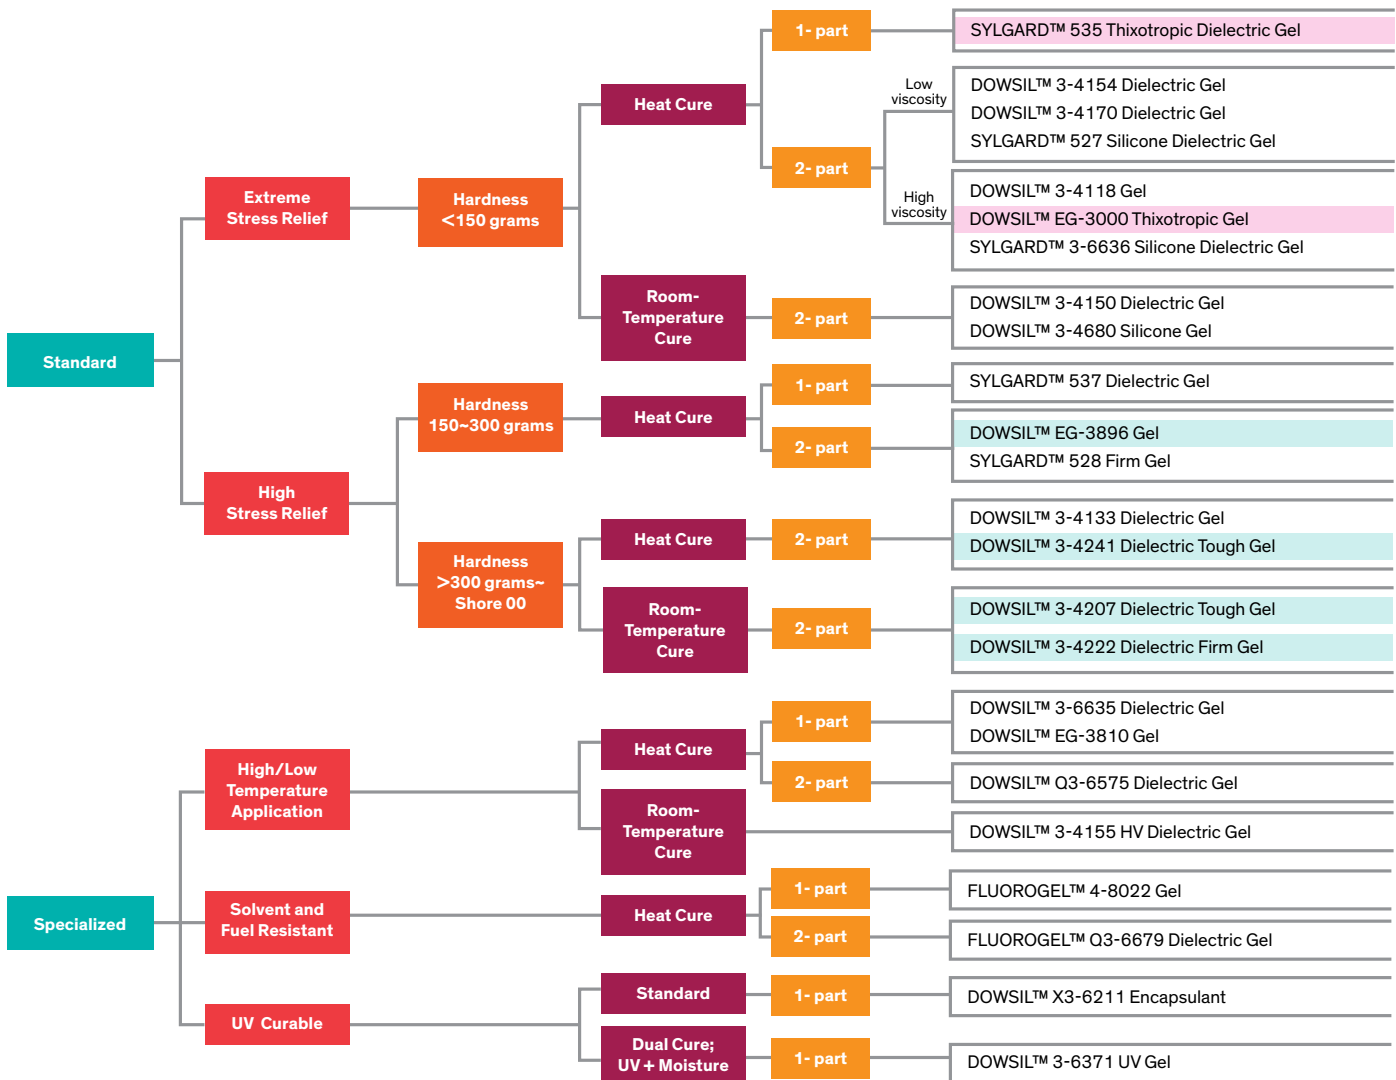 Standard
Extreme
Stress Relief
Hardness
<150 grams
Heat Cure
1- part
SYLGARD™ 535 Thixotropic Dielectric Gel
2- part
Low
viscosity
DOWSIL™ 3-4154 Dielectric Gel
DOWSIL™ 3-4170 Dielectric Gel
SYLGARD™ 527 Silicone Dielectric Gel
High
viscosity
DOWSIL™ 3-4118 Gel
DOWSIL™ EG-3000 Thixotropic Gel
SYLGARD™ 3-6636 Silicone Dielectric Gel
Room-
Temperature
Cure
2- part
DOWSIL™ 3-4150 Dielectric Gel
DOWSIL™ 3-4680 Silicone Gel
High
Stress Relief
Hardness
150~300 grams
Heat Cure
1- part
SYLGARD™ 537 Dielectric Gel
2- part
DOWSIL™ EG-3896 Gel
SYLGARD™ 528 Firm Gel
Hardness
>300 grams~
Shore 00
Heat Cure
2- part
DOWSIL™ 3-4133 Dielectric Gel
DOWSIL™ 3-4241 Dielectric Tough Gel
Room-
Temperature
Cure
2- part
DOWSIL™ 3-4207 Dielectric Tough Gel
DOWSIL™ 3-4222 Dielectric Firm Gel
Specialized
High/Low
Temperature
Application
Heat Cure
1- part
DOWSIL™ 3-6635 Dielectric Gel
DOWSIL™ EG-3810 Gel
2- part
DOWSIL™ Q3-6575 Dielectric Gel
Room-
Temperature
Cure
DOWSIL™ 3-4155 HV Dielectric Gel
Solvent and
Fuel Resistant
Heat Cure
1- part
FLUOROGEL™ 4-8022 Gel
2- part
FLUOROGEL™ Q3-6679 Dielectric Gel
UV Curable
Standard
1- part
DOWSIL™ X3-6211 Encapsulant
Dual Cure;
UV + Moisture
1- part
DOWSIL™ 3-6371 UV Gel